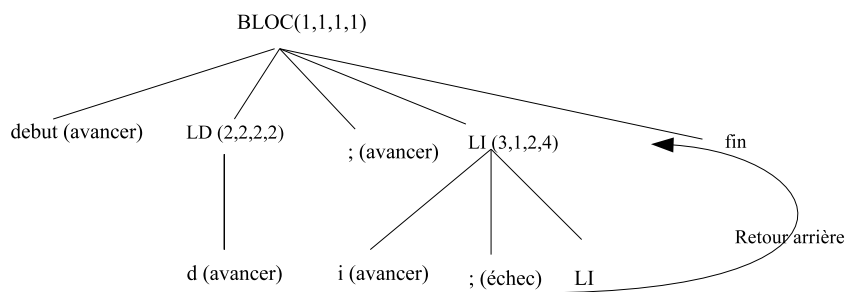 BLOC(1,1,1,1)
debut (avancer)
LD (2,2,2,2)
; (avancer)
LI (3,1,2,4)
fin
Retour arrière
d (avancer)
i (avancer)
; (échec)
LI